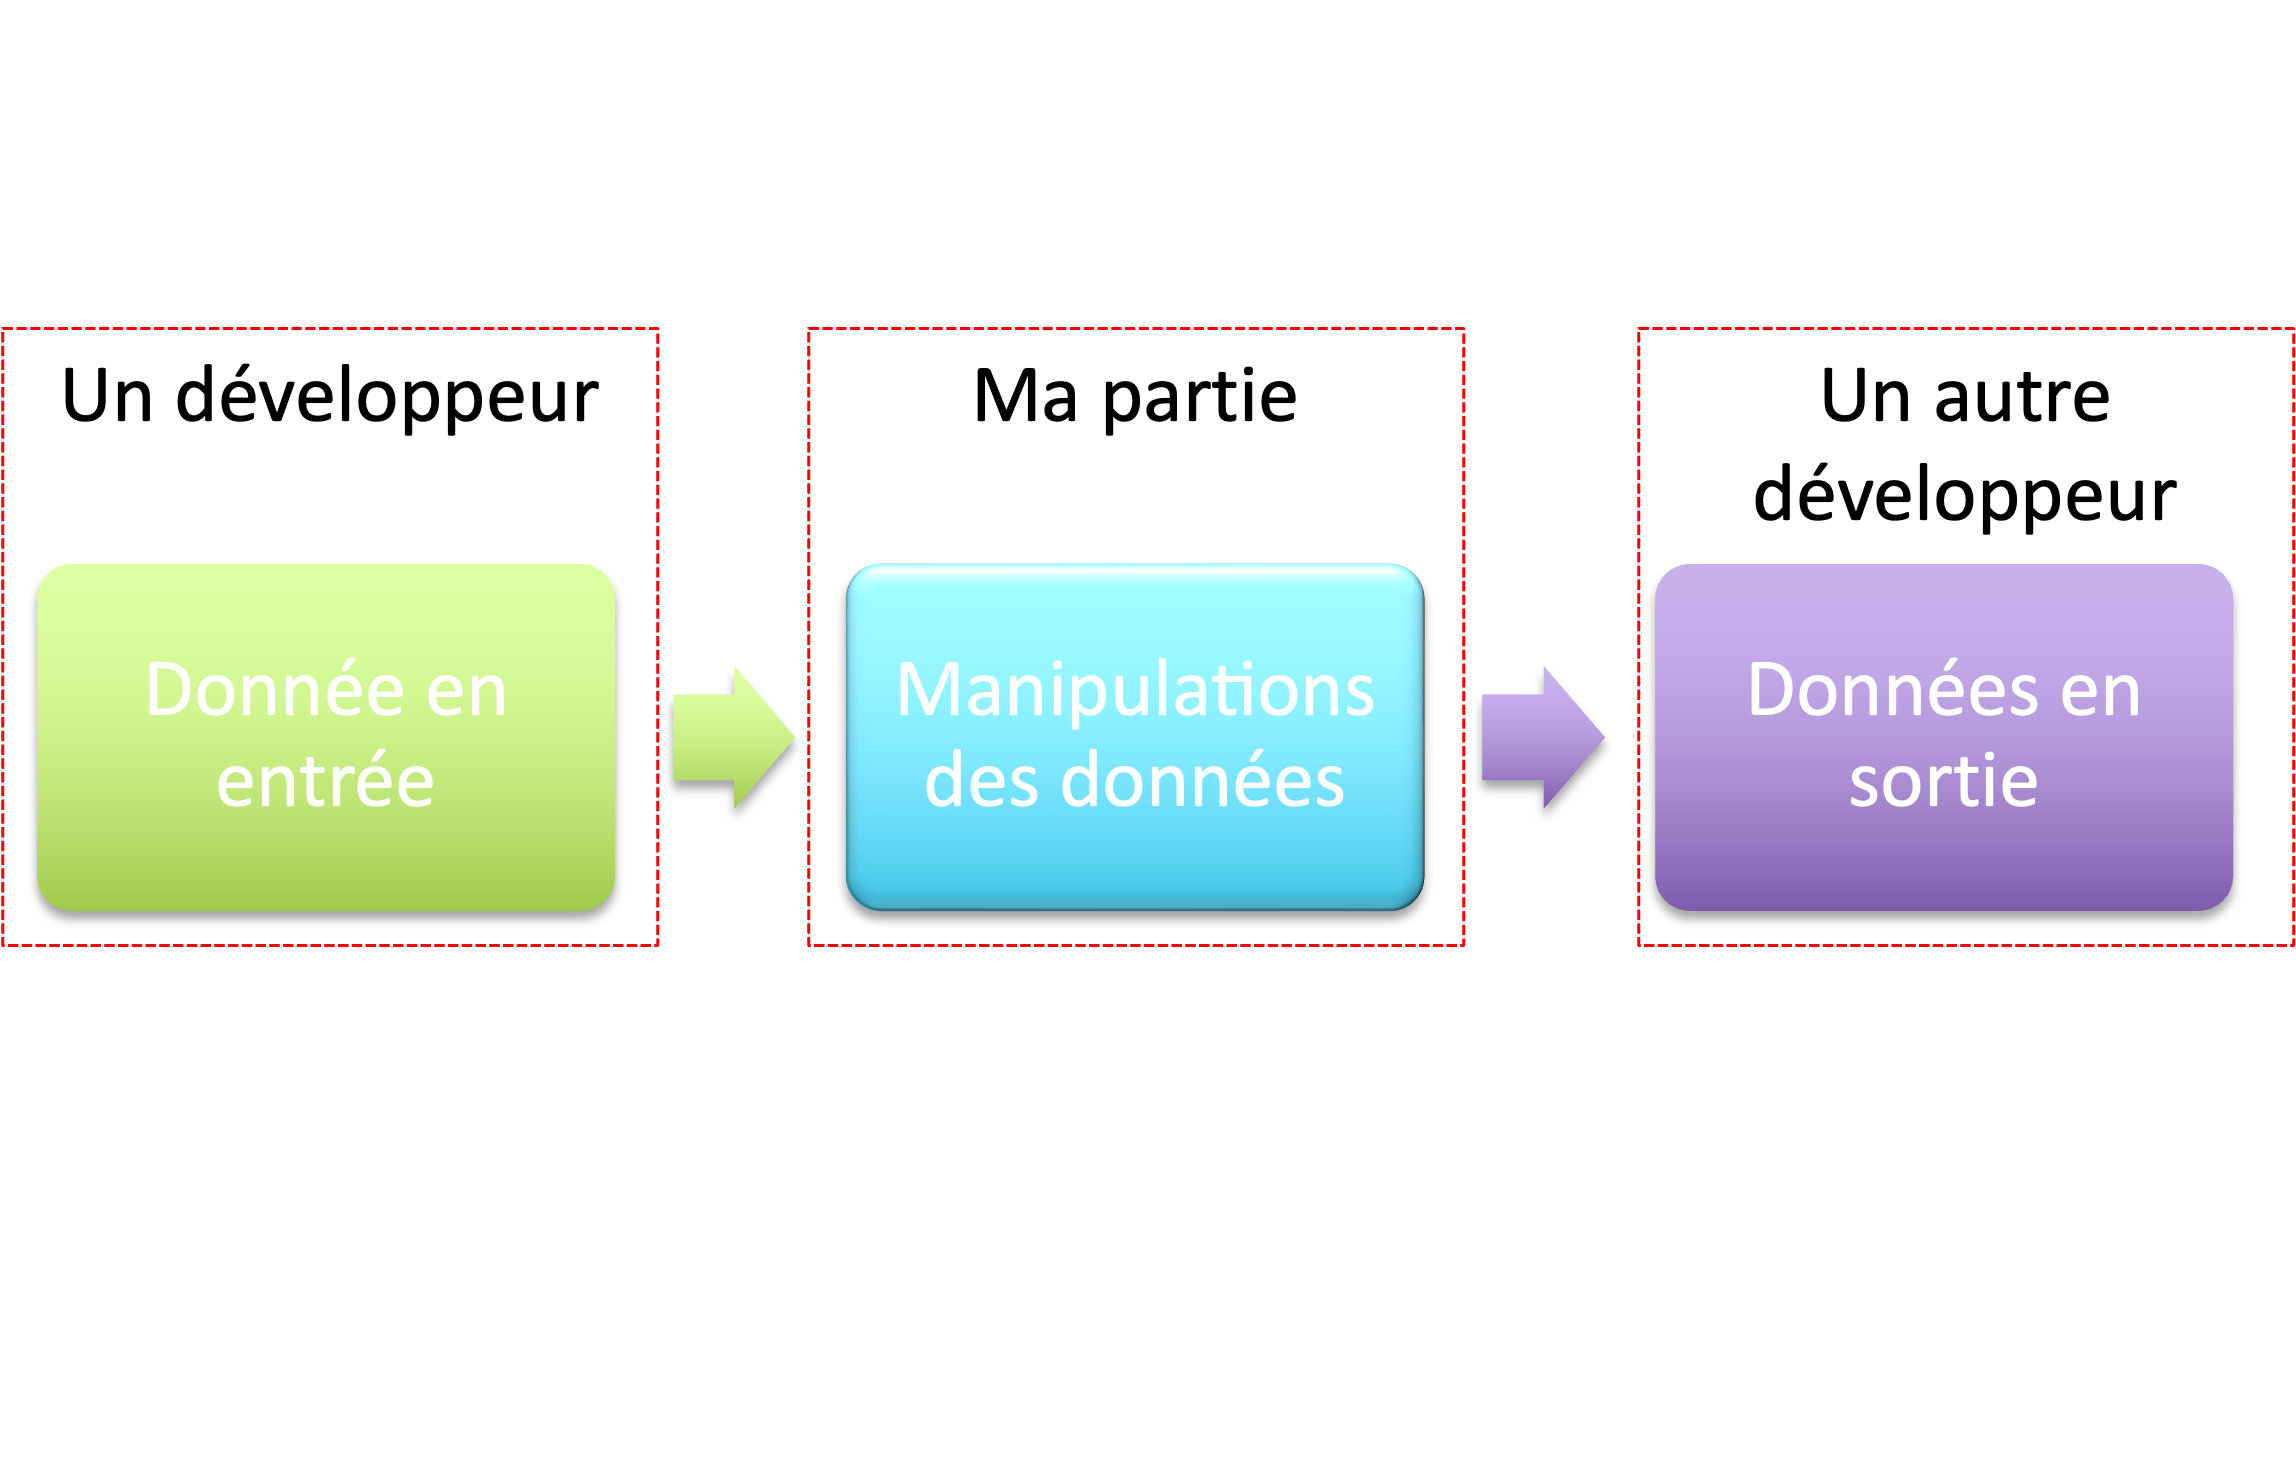 Un développeur
Donnée en
entrée
Ma partie
Manipulations
des données
Un autre
développeur
Données en
sortie